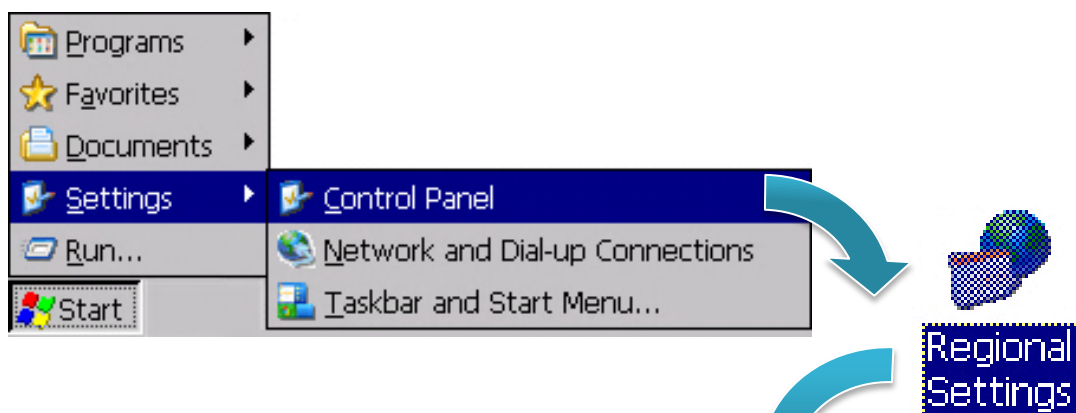 Programs
Favorites
Documents
Settings
Run...
Start
Control Panel
Network and Dial-up Connections
Taskbar and Start Menu...
Regional
Settings